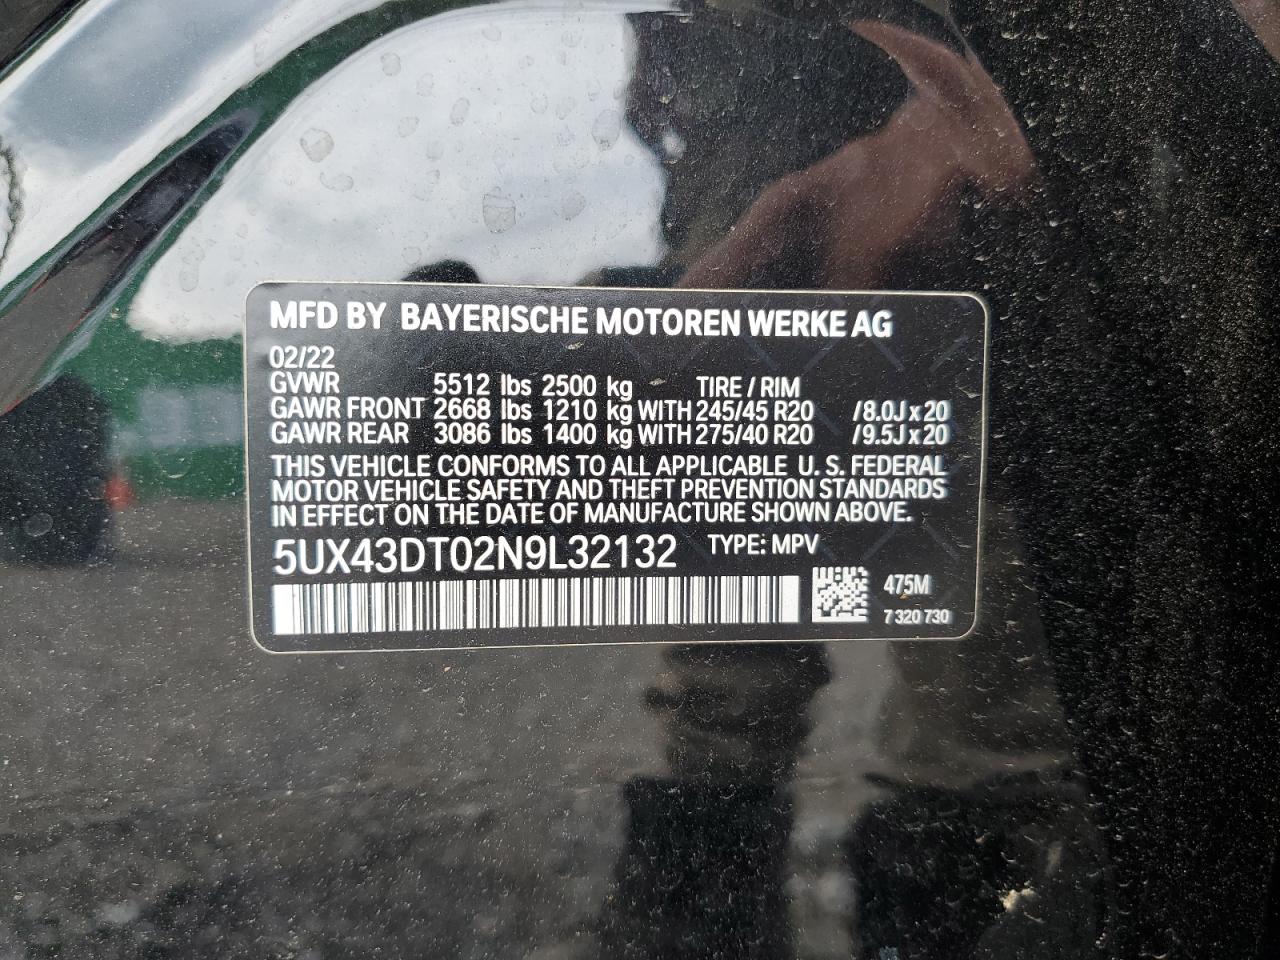 MFD BY BAYERISCHE MOTOREN WERKE AG
02/22
GVWR 5512 lbs 2500 kg TIRE / RIM
GAWR FRONT 2668 lbs 1210 kg WITH 245/45 R20 /8.0J x 20
GAWR REAR 3086 lbs 1400 kg WITH 275/40 R20 /9.5J x 20
THIS VEHICLE CONFORMS TO ALL APPLICABLE U. S. FEDERAL
MOTOR VEHICLE SAFETY AND THEFT PREVENTION STANDARDS
IN EFFECT ON THE DATE OF MANUFACTURE SHOWN ABOVE.
5UX43DT02N9L32132 TYPE: MPV
475M
7 320 730